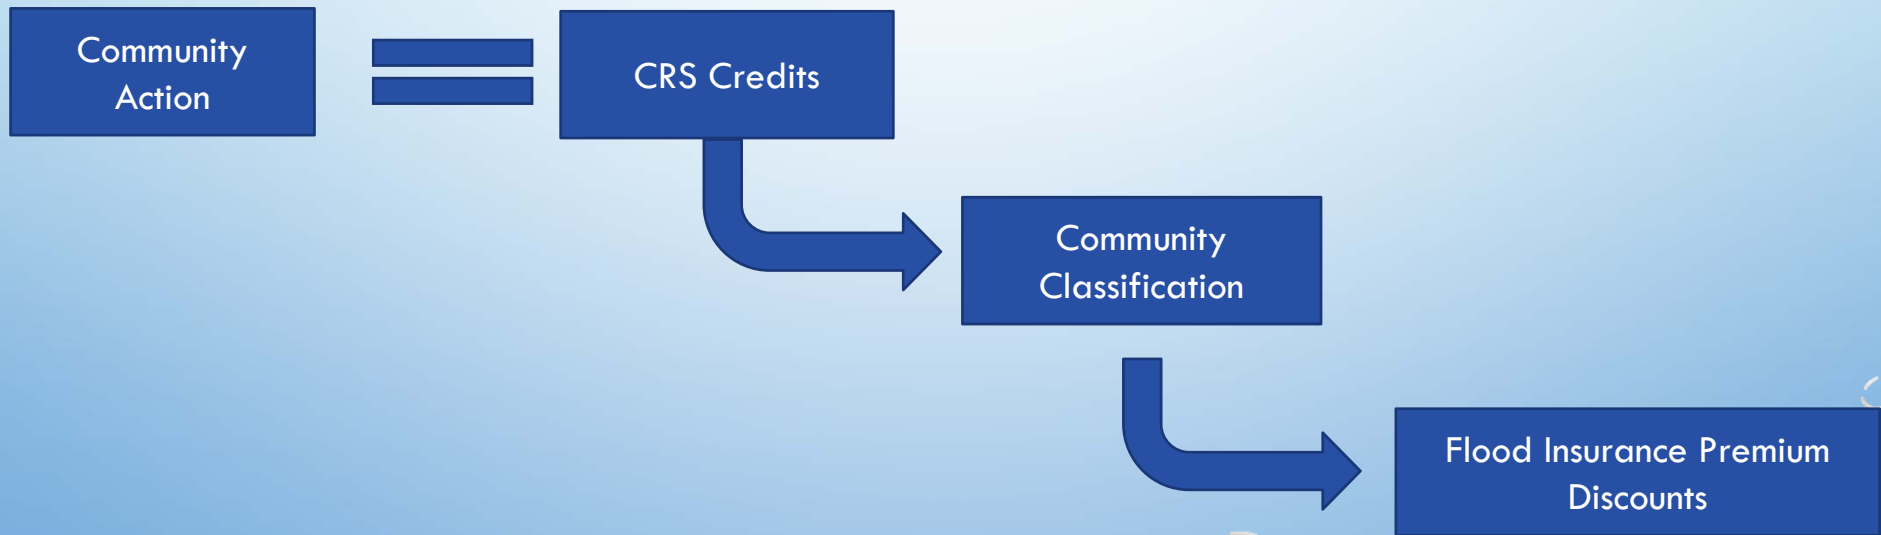 Community
Action
CRS Credits
Community
Classification
Flood Insurance Premium
Discounts